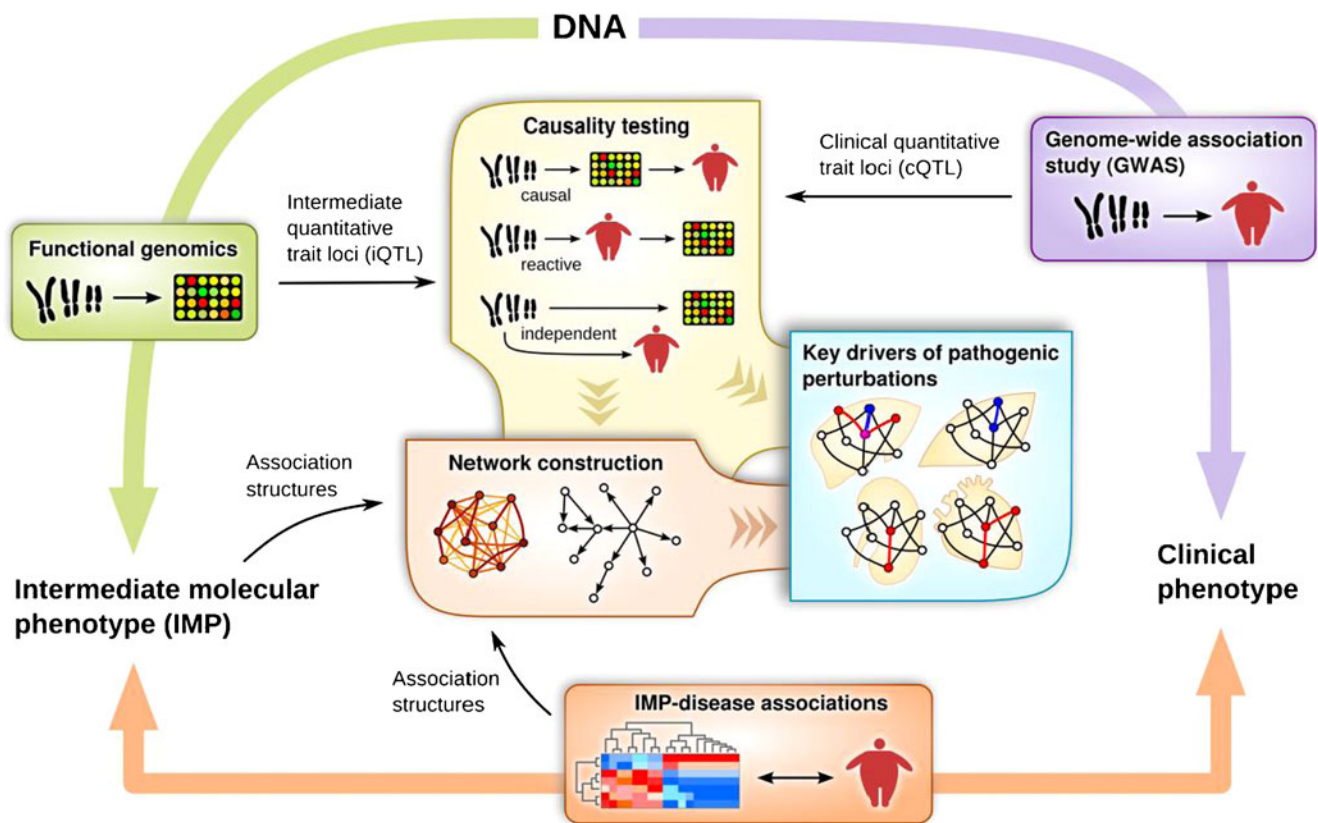 DNA
Causality testing
causal
reactive
independent
Clinical quantitative
trait loci (cQTL)
Genome-wide association
study (GWAS)
Intermediate
quantitative
trait loci (iQTL)
Functional genomics
Key drivers of pathogenic
perturbations
Association
structures
Network construction
Intermediate molecular
phenotype (IMP)
Clinical
phenotype
Association
structures
IMP-disease associations